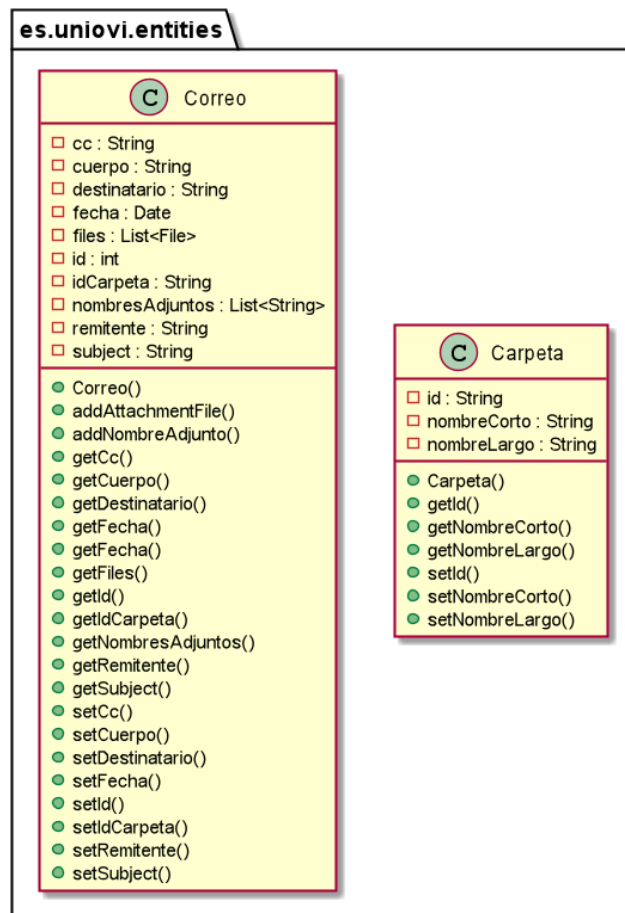 es.uniovi.entities
C Correo
cc : String
cuerpo : String
destinatario : String
fecha : Date
files : List<File>
id : int
idCarpeta : String
nombresAdjuntos : List<String>
remitente : String
subject : String
Correo()
addAttachmentFile()
addNombreAdjunto()
getCc()
getCuerpo()
getDestinatario()
getFecha()
getFecha()
getFiles()
getId()
getIdCarpeta()
getNombresAdjuntos()
getRemitente()
getSubject()
setCc()
setCuerpo()
setDestinatario()
setFecha()
setId()
setIdCarpeta()
setRemitente()
setSubject()
C Carpeta
id : String
nombreCorto : String
nombreLargo : String
Carpeta()
getId()
getNombreCorto()
getNombreLargo()
setId()
setNombreCorto()
setNombreLargo()